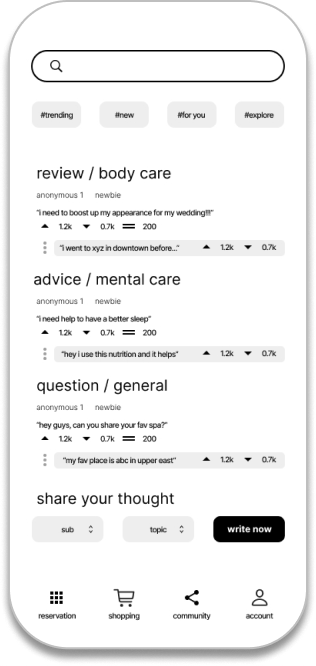 #trending #new #for you #explore
review / body care
anonymous 1 newbie
"i need to boost up my appearance for my wedding!!!"
1.2k 0.7k 200
"i went to xyz in downtown before..." 1.2k 0.7k
advice / mental care
anonymous 1 newbie
"i need help to have a better sleep"
1.2k 0.7k 200
"hey i use this nutrition and it helps" 1.2k 0.7k
question / general
anonymous 1 newbie
"hey guys, can you share your fav spa?"
1.2k 0.7k 200
"my fav place is abc in upper east" 1.2k 0.7k
share your thought
sub topic write now
reservation shopping community account